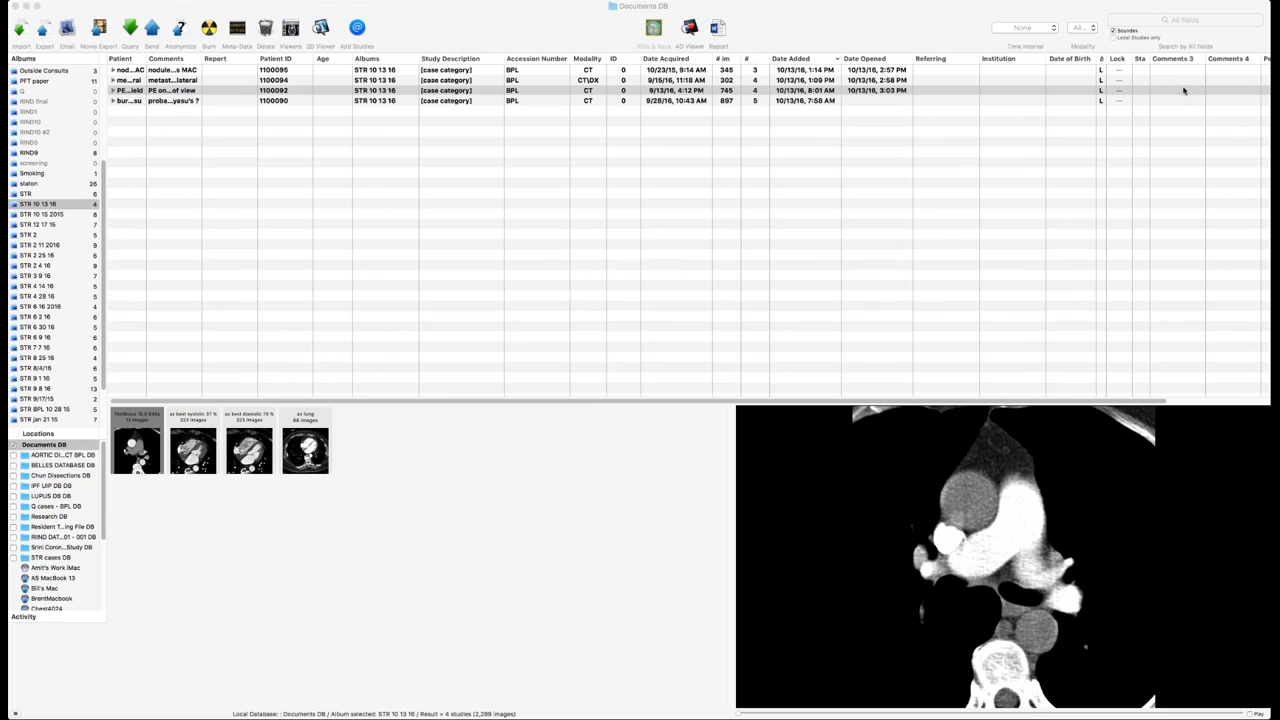 Documents DB
None
All...
All fields
Soundex
Local Studies only
Import Export Email Movie Export Query Send Anonymize Burn Meta-Data Delete Viewers 2D Viewer Add Studies 4D Viewer Report Time Interval Modality Search by All fields
Albums
Patient Comments Report Patient ID Age Albums Study Description Accession Number Modality ID Date Acquired # im # Date Added Date Opened Referring Institution Date of Birth Lock Sta Comments 3 Comments 4
nod...AC nodule...s MAC 1100095 STR 10 13 16 [case category] BPL CT 0 10/23/15, 9:14 AM 345 3 10/13/16, 1:14 PM 10/13/16, 2:57 PM L —
me...ral metast...lateral 1100094 STR 10 13 16 [case category] BPL CT\DX 0 9/15/16, 11:18 AM 302 4 10/13/16, 1:09 PM 10/13/16, 2:58 PM L —
PE...ield PE on...of view 1100092 STR 10 13 16 [case category] BPL CT 0 9/13/16, 4:12 PM 745 4 10/13/16, 8:01 AM 10/13/16, 3:03 PM L —
bur...su proba...yasu's ? 1100090 STR 10 13 16 [case category] BPL CT 0 9/28/16, 10:43 AM 897 5 10/13/16, 7:58 AM L —
Outside Consults 3
PFT paper 11
Q 0
RIND final 0
RIND1 0
RIND10 0
RIND10 #2 0
RIND5 0
RIND9 8
screening 0
Smoking 1
staton 26
STR 6
STR 10 13 16 4
STR 10 15 2015 6
STR 12 17 15 7
STR 2 5
STR 2 11 2016 9
STR 2 25 16 6
STR 2 4 16 9
STR 3 9 16 7
STR 4 14 16 5
STR 4 28 16 5
STR 6 16 2016 4
STR 6 2 16 6
STR 6 30 16 5
STR 6 9 16 6
STR 7 7 16 6
STR 8 25 16 4
STR 8/4/16 6
STR 9 1 16 5
STR 9 8 16 13
STR 9/17/15 2
STR BPL 10 28 15 5
STR jan 21 15 7
Locations
Documents DB
AORTIC DI...CT BPL DB
BELLES DATABASE DB
Chun Dissections DB
IPF UIP DB DB
LUPUS DB DB
Q cases - BPL DB
Research DB
Resident T...ing File DB
RIIND DAT...01 - 001 DB
Srini Coron...Study DB
STR cases DB
Amit's Work iMac
AS MacBook 13
Bill's Mac
BrentMacbook
Chest4024
Activity
13 images
as best systolic 37 %
323 images
as best diastolic 70 %
323 images
as lung
86 images
Local Database: : Documents DB / Album selected: STR 10 13 16 / Result = 4 studies (2,289 images)
Play